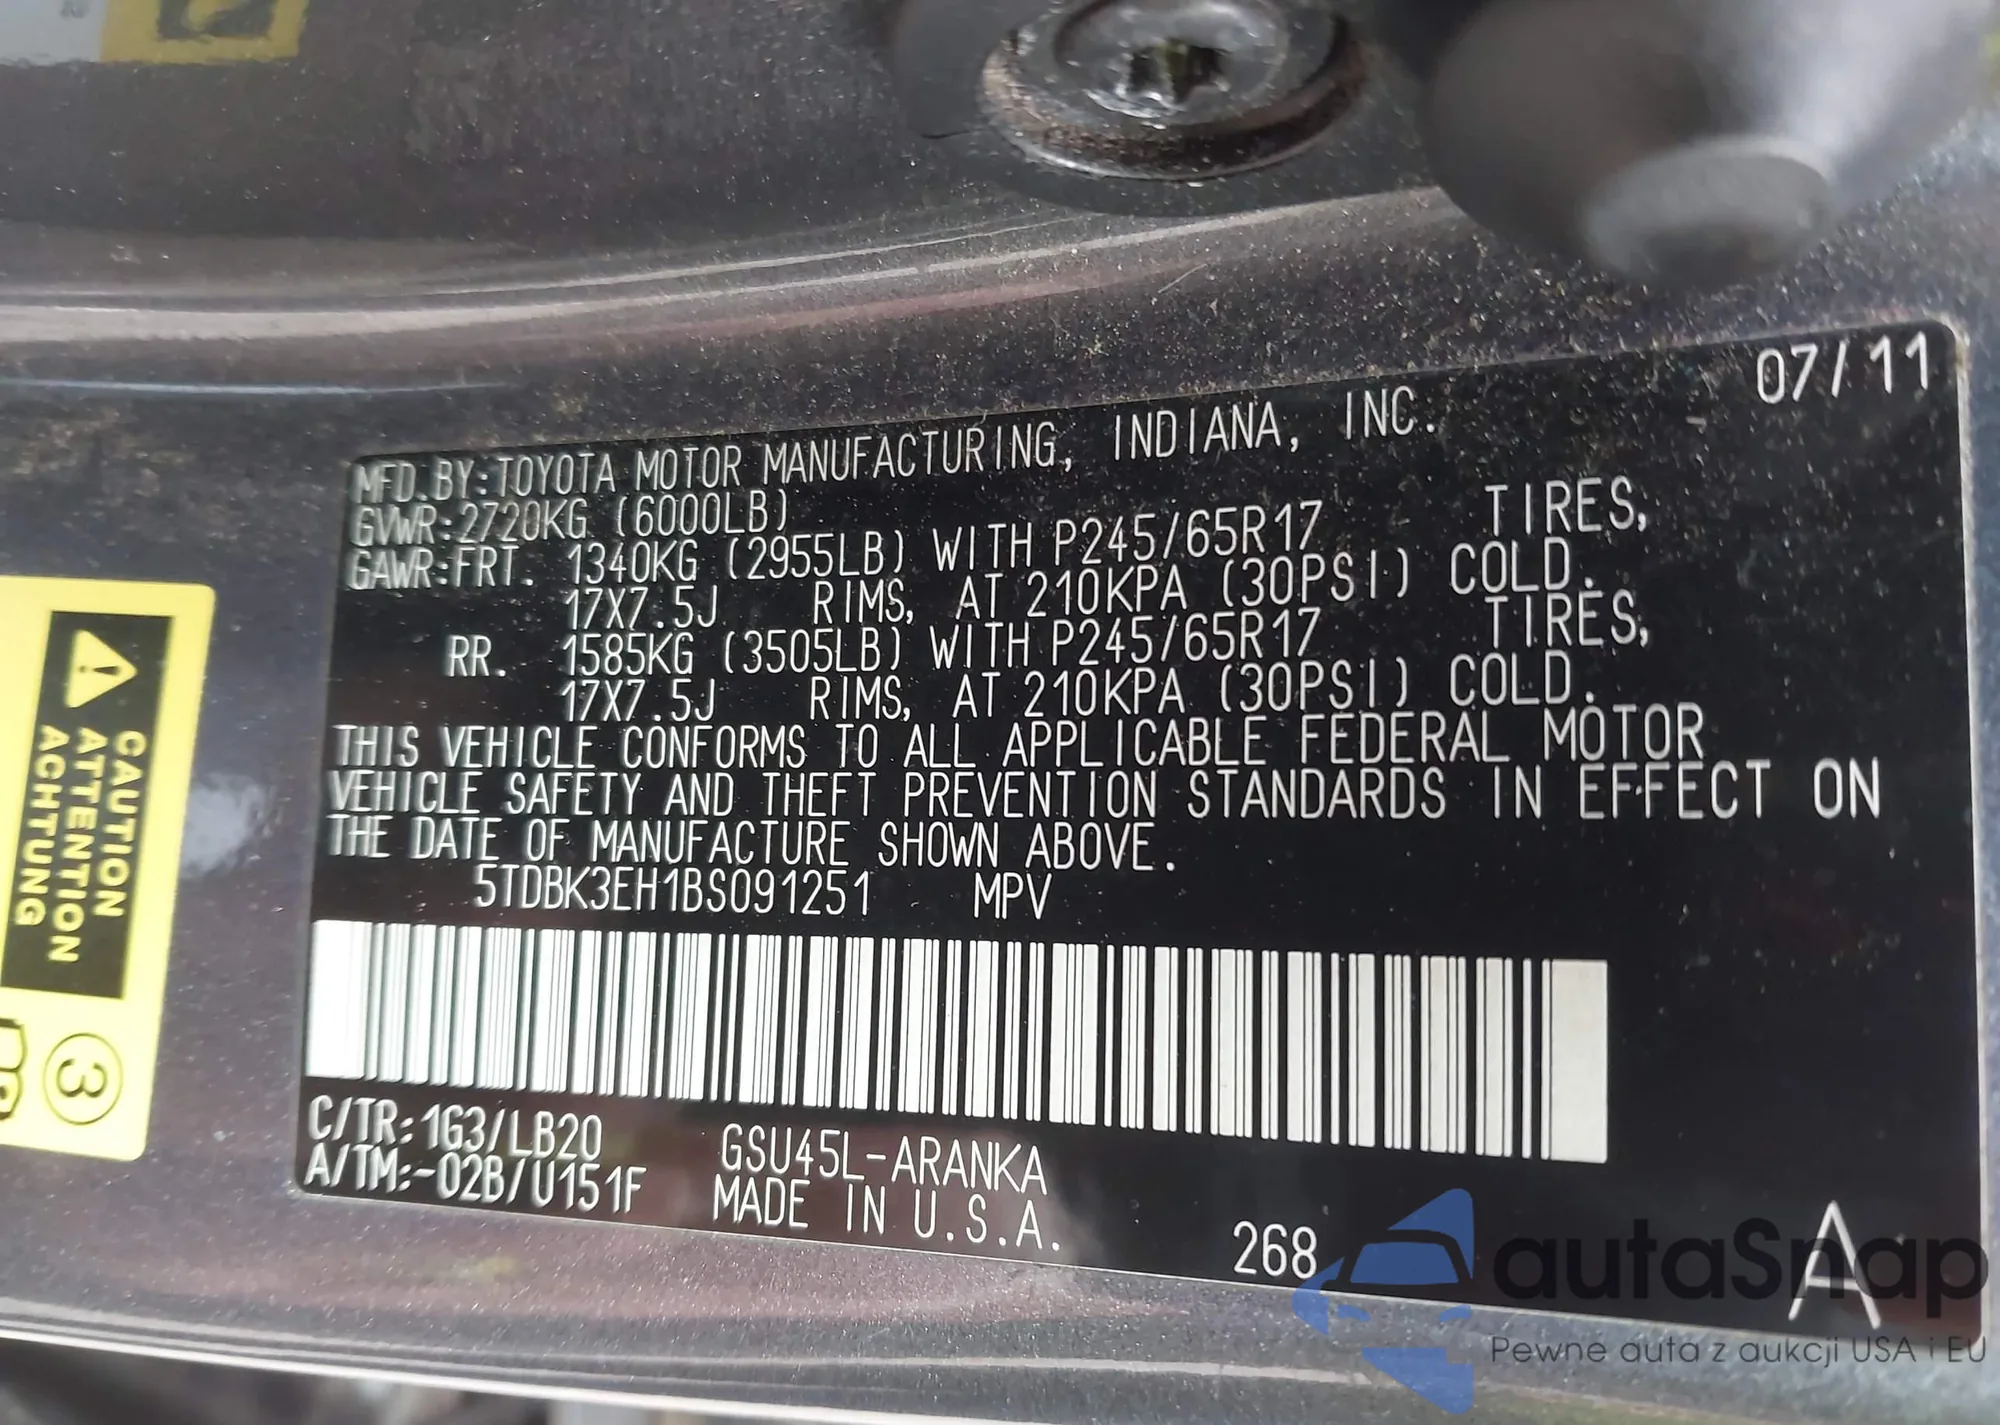 07/11
MFD.BY:TOYOTA MOTOR MANUFACTURING, INDIANA, INC.
GVWR:2720KG (6000LB)
GAWR:FRT. 1340KG (2955LB) WITH P245/65R17 TIRES,
17X7.5J RIMS, AT 210KPA (30PSI) COLD.
RR. 1585KG (3505LB) WITH P245/65R17 TIRES,
17X7.5J RIMS, AT 210KPA (30PSI) COLD.
THIS VEHICLE CONFORMS TO ALL APPLICABLE FEDERAL MOTOR
VEHICLE SAFETY AND THEFT PREVENTION STANDARDS IN EFFECT ON
THE DATE OF MANUFACTURE SHOWN ABOVE.
5TDBK3EH1BS091251 MPV
C/TR:1G3/LB20 GSU45L-ARANKA
A/TM:-02B/U151F MADE IN U.S.A.
268 A
CAUTION
ATTENTION
ACHTUNG
3
autaSnap
Pewne auta z aukcji USA i EU